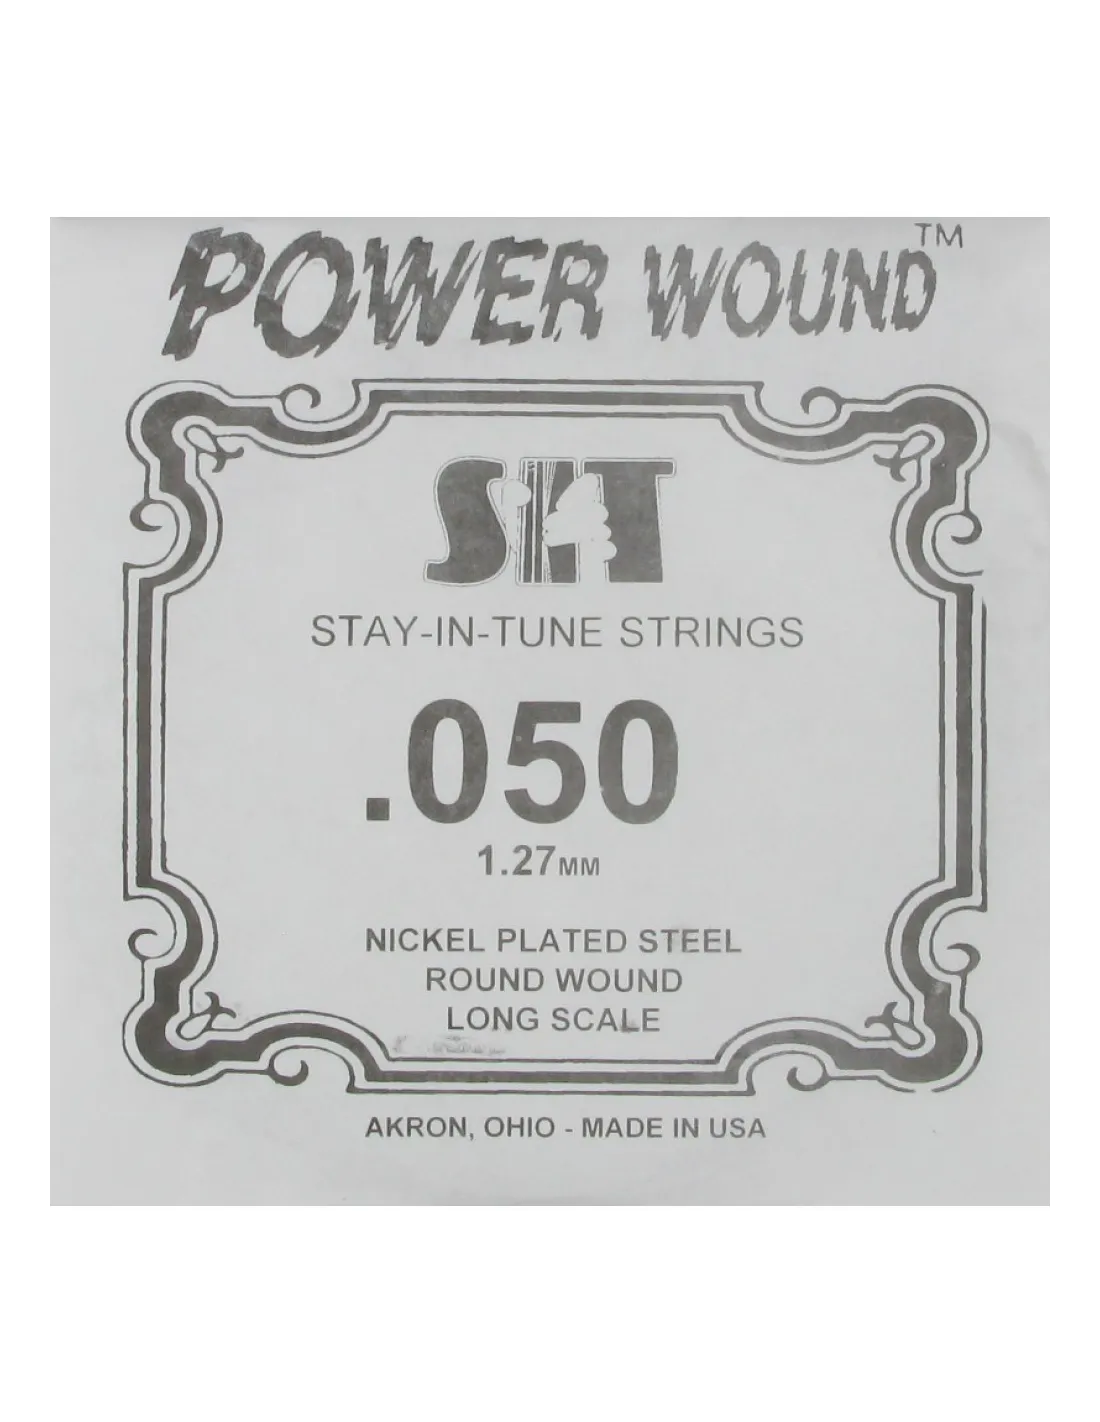 POWER WOUND™
SIT
STAY-IN-TUNE STRINGS
.050
1.27MM
NICKEL PLATED STEEL
ROUND WOUND
LONG SCALE
AKRON, OHIO - MADE IN USA